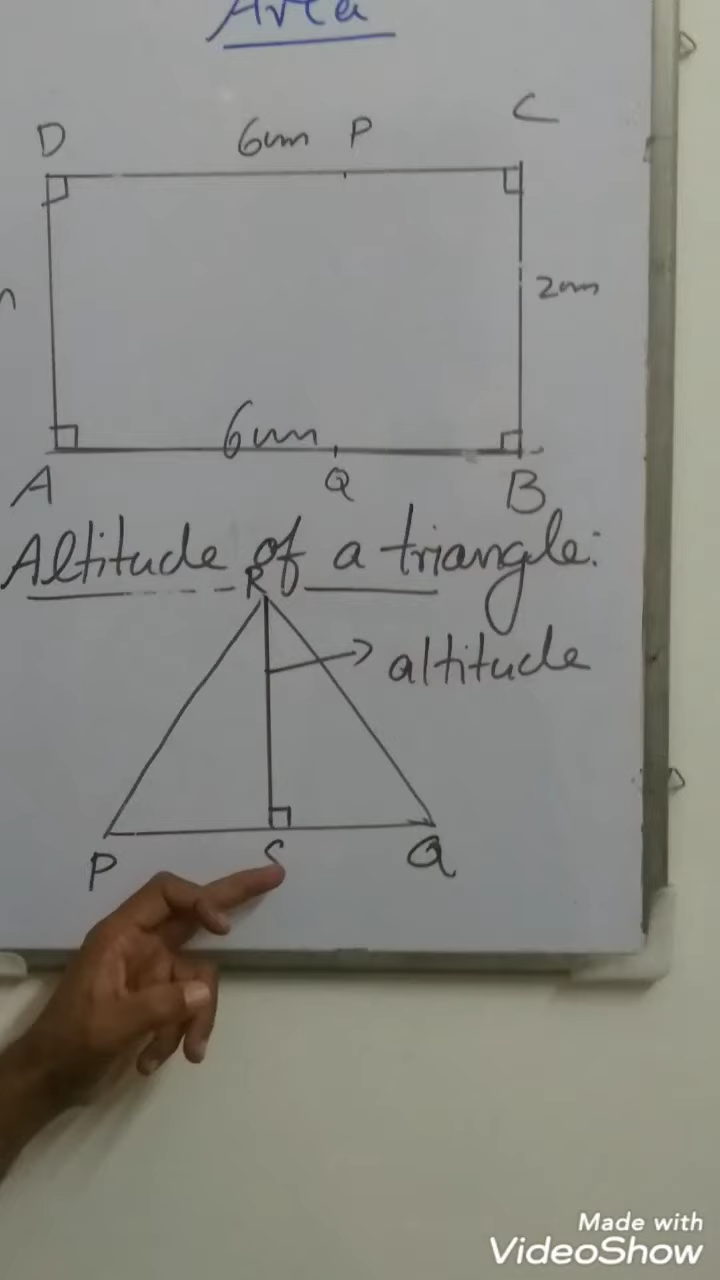 Area
D 6cm P C
2cm
6cm
A Q B
Altitude of a triangle:
R
altitude
P S Q
Made with
VideoShow